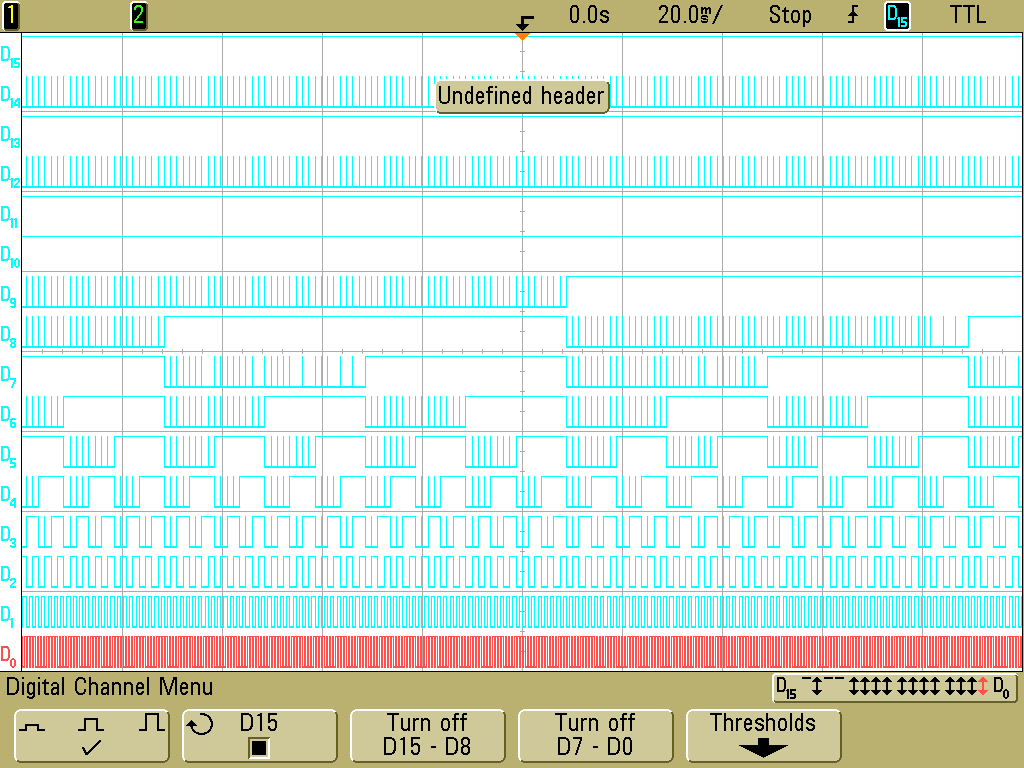 1 2 0.0s 20.0ms/ Stop D15 TTL
D15
D14
Undefined header
D13
D12
D11
D10
D9
D8
D7
D6
D5
D4
D3
D2
D1
D0
Digital Channel Menu
D15 D0
D15
Turn off
D15 - D8
Turn off
D7 - D0
Thresholds